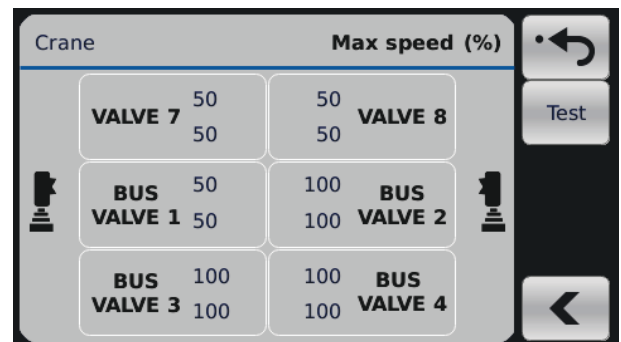 Crane Max speed (%)
Test
VALVE 7 50 50 50 50 VALVE 8
BUS VALVE 1 50 50 100 100 BUS VALVE 2
BUS VALVE 3 100 100 100 100 BUS VALVE 4